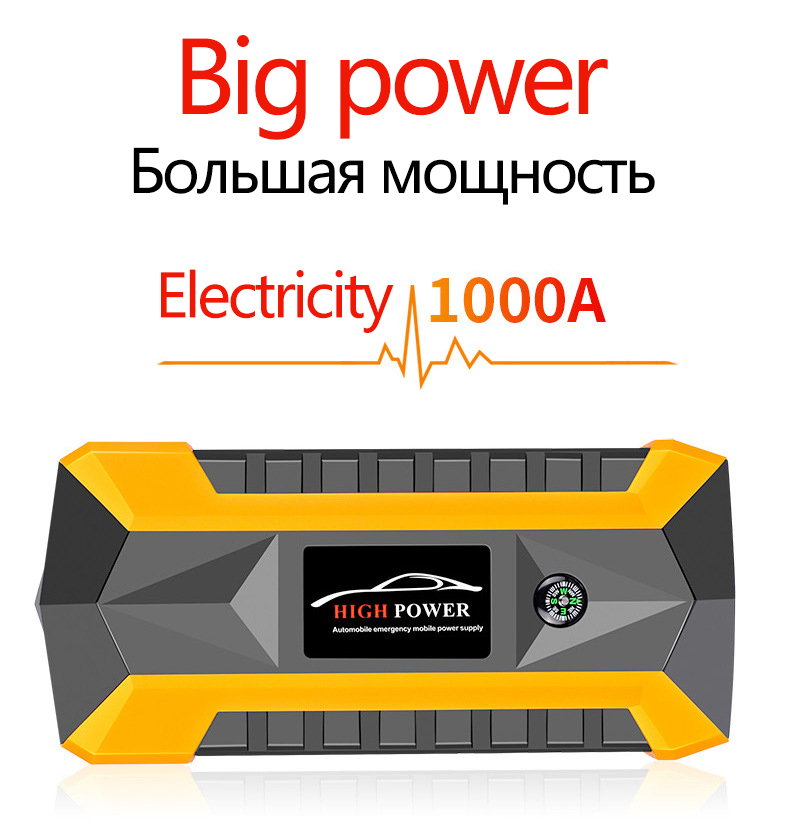 Big power
Большая мощность
Electricity 1000A
HIGH POWER
Automobile emergency mobile power supply
W
S N
E